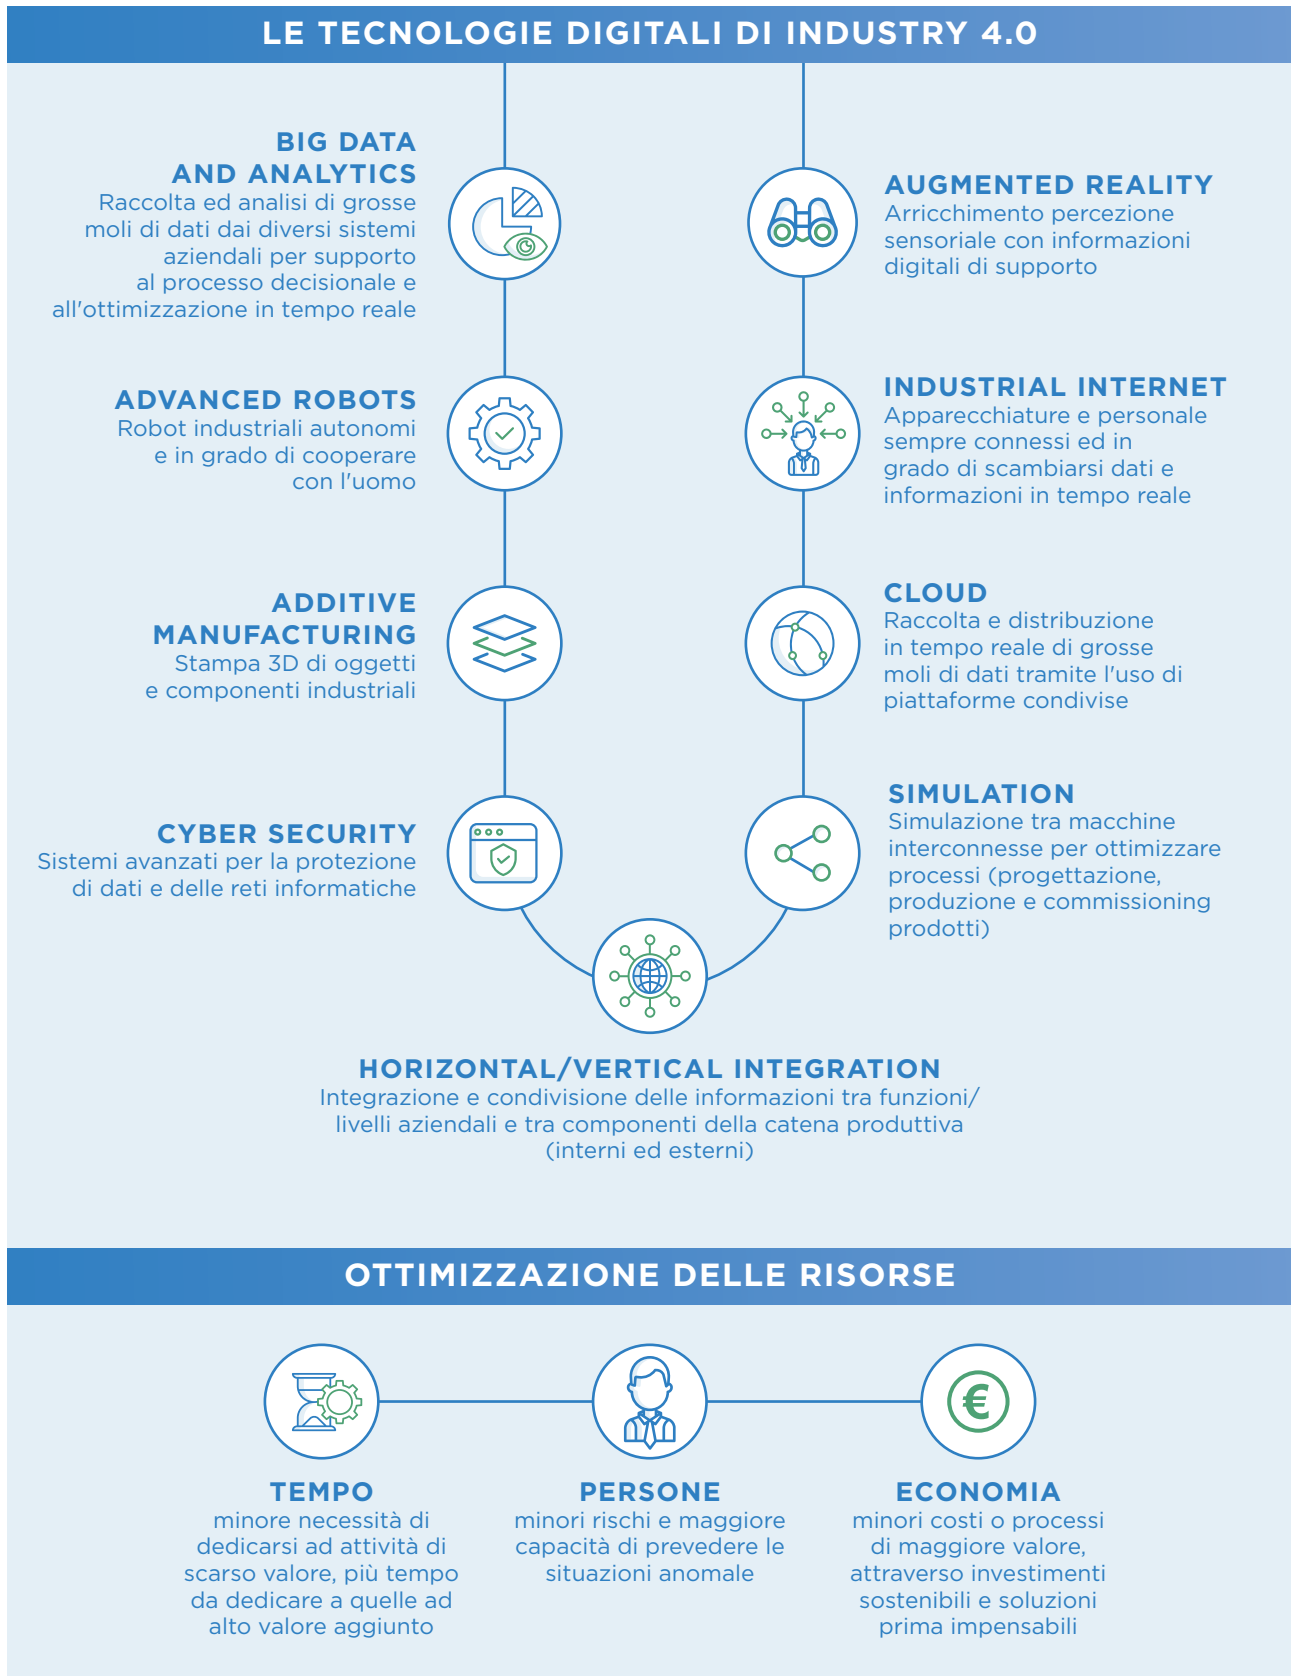 LE TECNOLOGIE DIGITALI DI INDUSTRY 4.0
BIG DATA
AND ANALYTICS
Raccolta ed analisi di grosse
moli di dati dai diversi sistemi
aziendali per supporto
al processo decisionale e
all'ottimizzazione in tempo reale
AUGMENTED REALITY
Arricchimento percezione
sensoriale con informazioni
digitali di supporto
ADVANCED ROBOTS
Robot industriali autonomi
e in grado di cooperare
con l'uomo
INDUSTRIAL INTERNET
Apparecchiature e personale
sempre connessi ed in
grado di scambiarsi dati e
informazioni in tempo reale
ADDITIVE
MANUFACTURING
Stampa 3D di oggetti
e componenti industriali
CLOUD
Raccolta e distribuzione
in tempo reale di grosse
moli di dati tramite l'uso di
piattaforme condivise
CYBER SECURITY
Sistemi avanzati per la protezione
di dati e delle reti informatiche
SIMULATION
Simulazione tra macchine
interconnesse per ottimizzare
processi (progettazione,
produzione e commissioning
prodotti)
HORIZONTAL/VERTICAL INTEGRATION
Integrazione e condivisione delle informazioni tra funzioni/
livelli aziendali e tra componenti della catena produttiva
(interni ed esterni)
OTTIMIZZAZIONE DELLE RISORSE
€
TEMPO
minore necessità di
dedicarsi ad attività di
scarso valore, più tempo
da dedicare a quelle ad
alto valore aggiunto
PERSONE
minori rischi e maggiore
capacità di prevedere le
situazioni anomale
ECONOMIA
minori costi o processi
di maggiore valore,
attraverso investimenti
sostenibili e soluzioni
prima impensabili